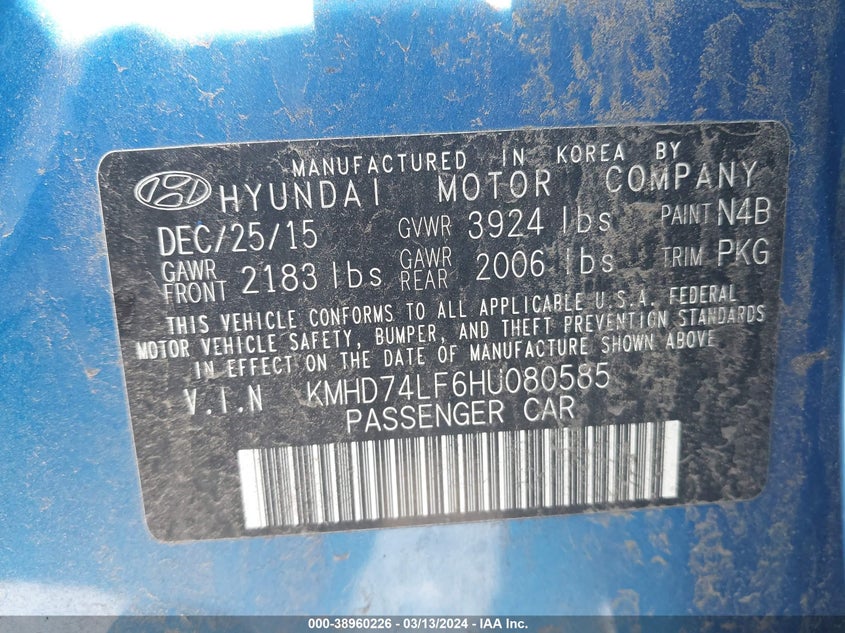 MANUFACTURED IN KOREA BY
HYUNDAI MOTOR COMPANY
DEC/25/15 GVWR 3924 lbs PAINT N4B
GAWR FRONT 2183 lbs GAWR REAR 2006 lbs TRIM PKG
THIS VEHICLE CONFORMS TO ALL APPLICABLE U.S.A. FEDERAL
MOTOR VEHICLE SAFETY, BUMPER, AND THEFT PREVENTION STANDARDS
IN EFFECT ON THE DATE OF MANUFACTURE SHOWN ABOVE
V.I.N KMHD74LF6HU080585
PASSENGER CAR
000-38960226 - 03/13/2024 - IAA Inc.